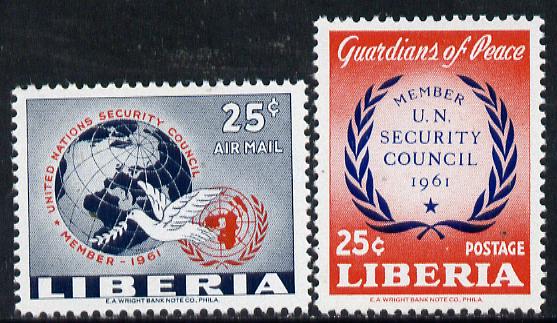 UNITED NATIONS SECURITY COUNCIL
★ MEMBER - 1961
25¢
AIR MAIL
LIBERIA
E.A. WRIGHT BANK NOTE CO., PHILA.
Guardians of Peace
MEMBER
U.N.
SECURITY
COUNCIL
1961
25¢
POSTAGE
LIBERIA
E.A. WRIGHT BANK NOTE CO., PHILA.